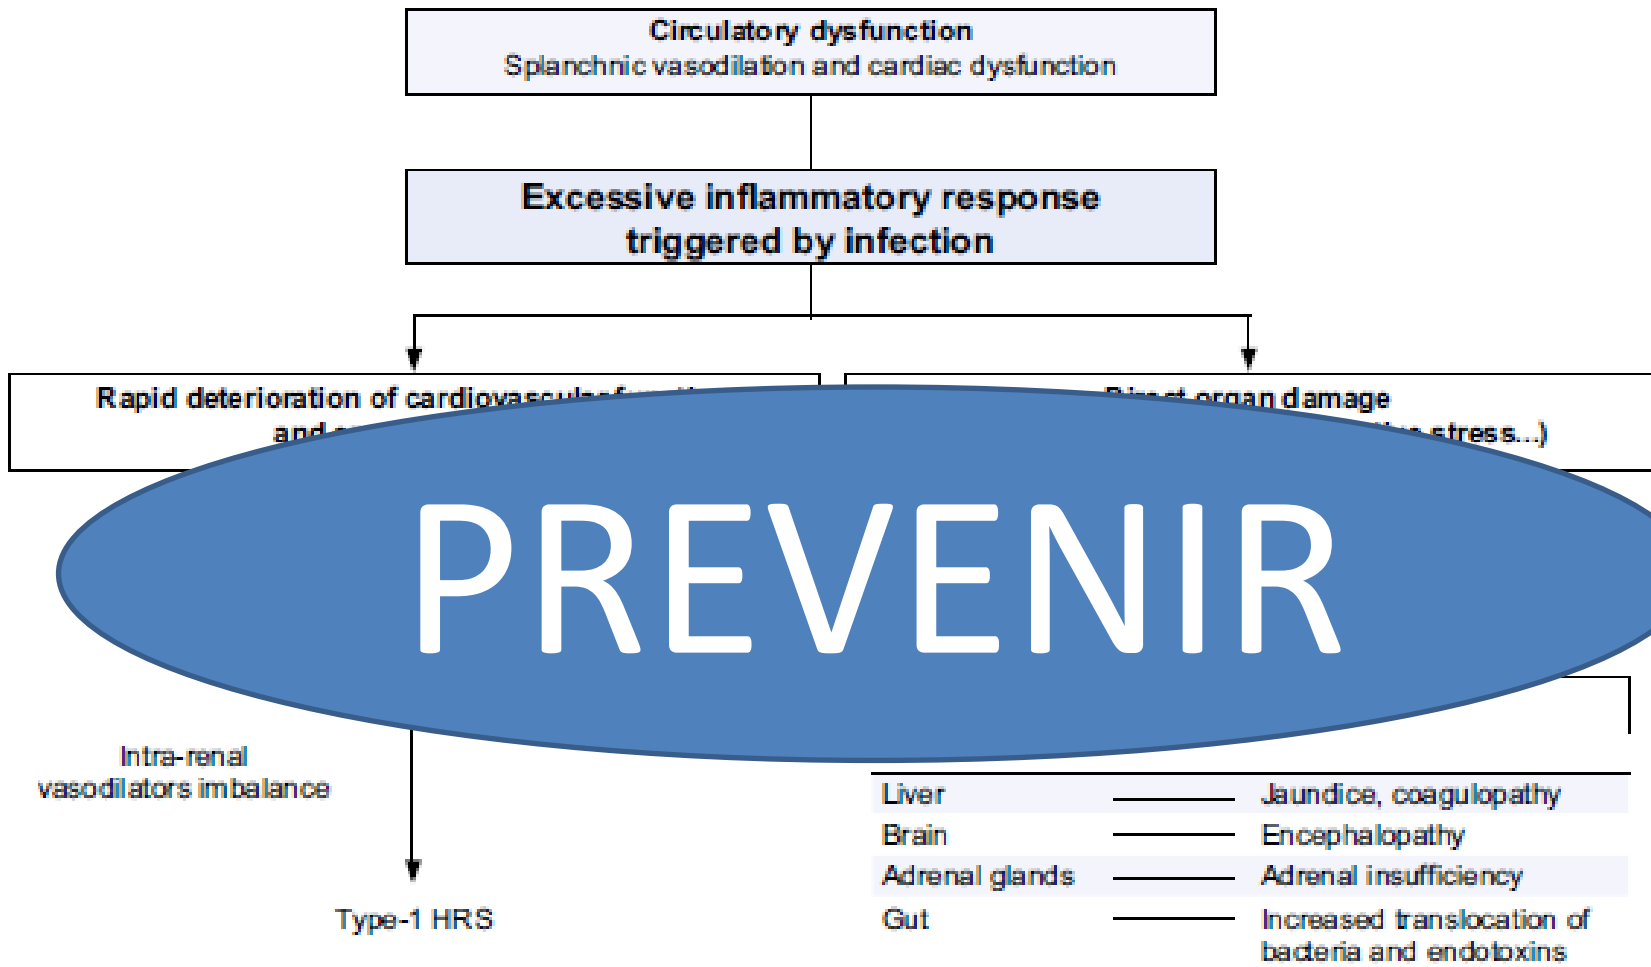 Circulatory dysfunction
Splanchnic vasodilation and cardiac dysfunction
Excessive inflammatory response
triggered by infection
Rapid deterioration of cardiovascular
and
Direct organ damage
stress...)
PREVENIR
Intra-renal
vasodilators imbalance
Type-1 HRS
Liver Jaundice, coagulopathy
Brain Encephalopathy
Adrenal glands Adrenal insufficiency
Gut Increased translocation of
bacteria and endotoxins